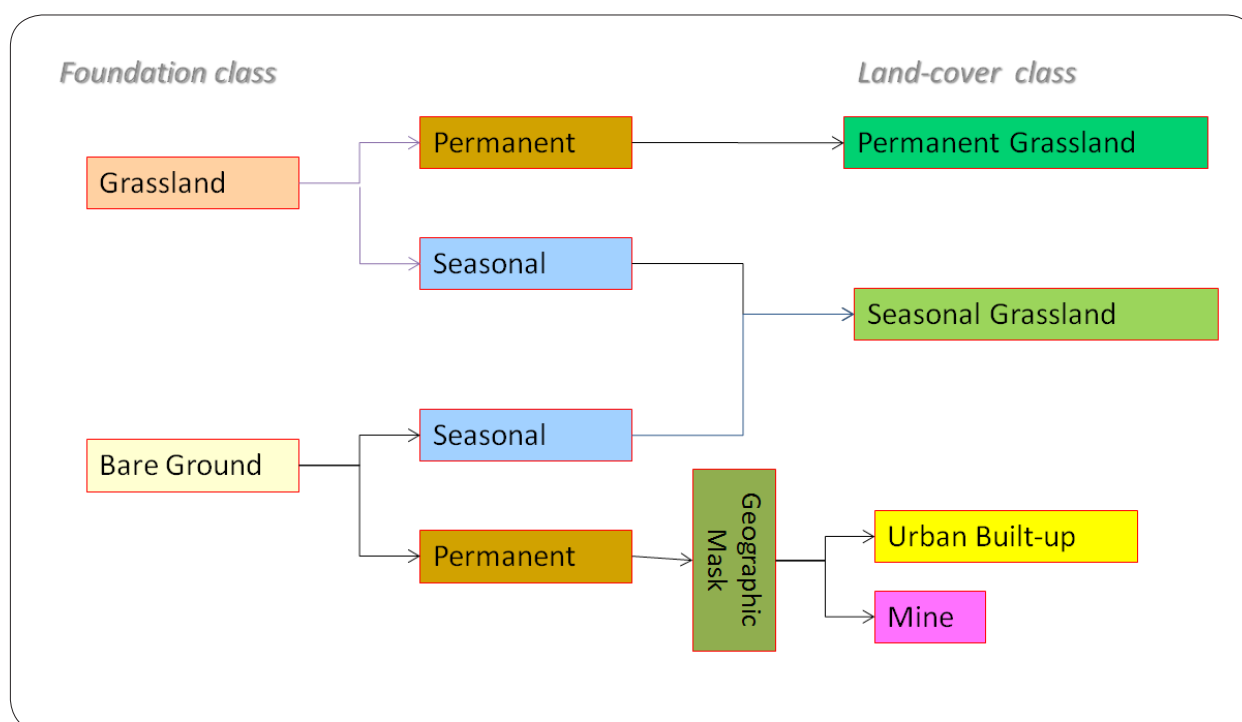 Foundation class
Land-cover class
Permanent
Permanent Grassland
Grassland
Seasonal
Seasonal Grassland
Seasonal
Bare Ground
Geographic
Mask
Urban Built-up
Permanent
Mine